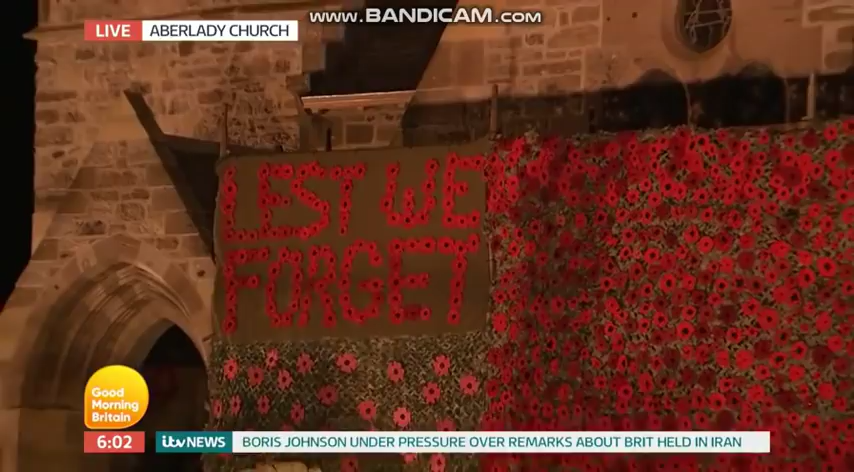 www.BANDICAM.com
LIVE ABERLADY CHURCH
LEST WE
FORGET
Good
Morning
Britain
6:02 itv NEWS BORIS JOHNSON UNDER PRESSURE OVER REMARKS ABOUT BRIT HELD IN IRAN